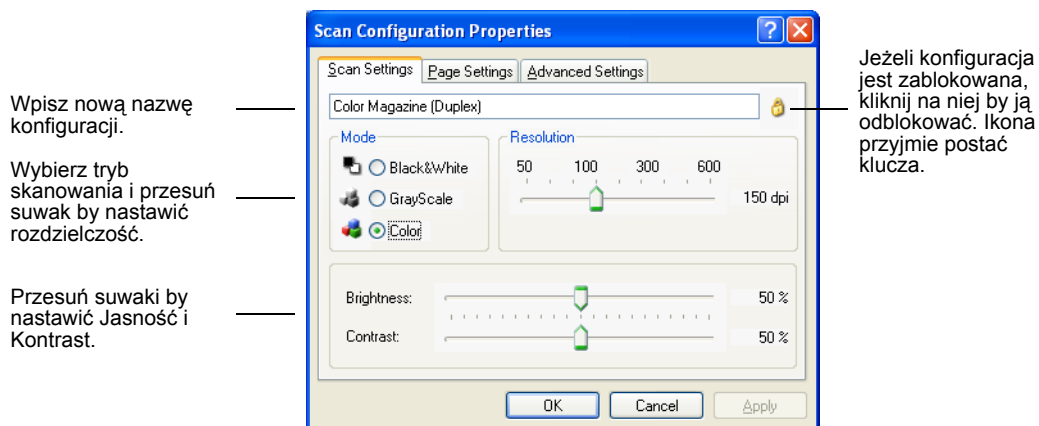 Wpisz nową nazwę
konfiguracji.
Wybierz tryb
skanowania i przesuń
suwak by nastawić
rozdzielczość.
Przesuń suwaki by
nastawić Jasność i
Kontrast.
Scan Configuration Properties
Scan Settings Page Settings Advanced Settings
Color Magazine (Duplex)
Mode
Black&White
GrayScale
Color
Resolution
50 100 300 600
150 dpi
Brightness: 50 %
Contrast: 50 %
OK Cancel Apply
Jeżeli konfiguracja
jest zablokowana,
kliknij na niej by ją
odblokować. Ikona
przyjmie postać
klucza.